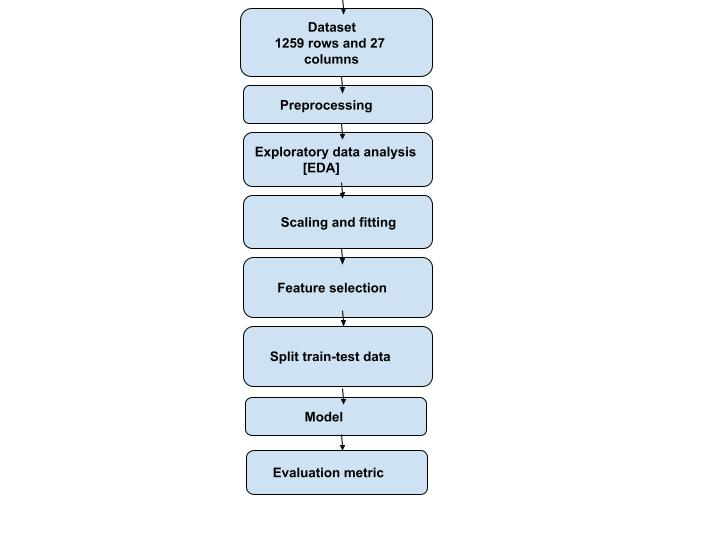 Dataset
1259 rows and 27
columns
Preprocessing
Exploratory data analysis
[EDA]
Scaling and fitting
Feature selection
Split train-test data
Model
Evaluation metric